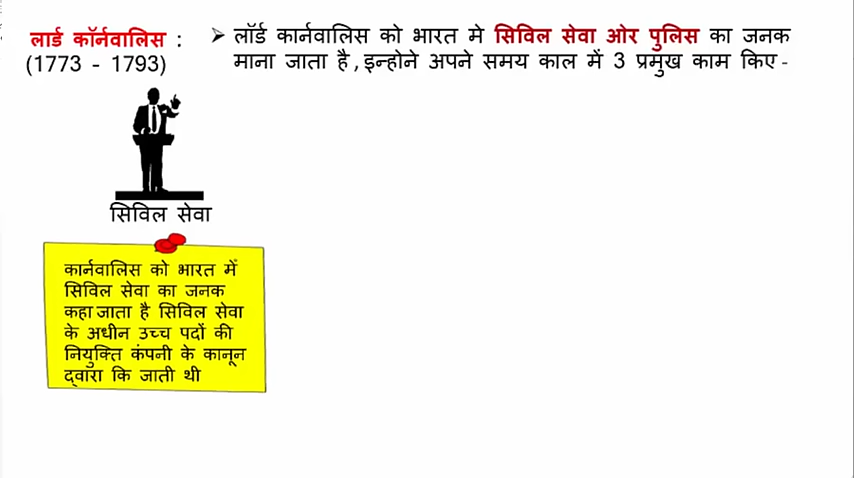 लार्ड कॉर्नवालिस :
(1773 - 1793)
➢ लॉर्ड कार्नवालिस को भारत मे सिविल सेवा ओर पुलिस का जनक
माना जाता है , इन्होने अपने समय काल में 3 प्रमुख काम किए -
सिविल सेवा
कार्नवालिस को भारत में
सिविल सेवा का जनक
कहा जाता है सिविल सेवा
के अधीन उच्च पदों की
नियुक्ति कंपनी के कानून
द्वारा कि जाती थी